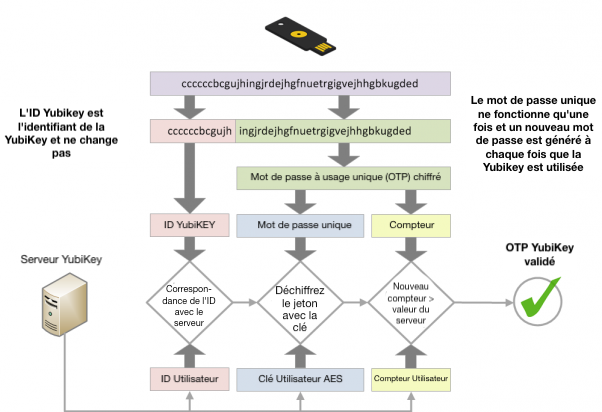 ccccccbcgujhingjrdejhgfnuetrgigvejhhgbkugded
L'ID Yubikey est
l'identifiant de la
YubiKey et ne change
pas
ccccccbcgujh
ingjrdejhgfnuetrgigvejhhgbkugded
Le mot de passe unique
ne fonctionne qu'une
fois et un nouveau mot
de passe est généré à
chaque fois que la
Yubikey est utilisée
Mot de passe à usage unique (OTP) chiffré
ID YubiKEY
Mot de passe unique
Compteur
Serveur YubiKey
Correspon-
dance de l'ID
avec le
serveur
Déchiffrez
le jeton
avec la
clé
Nouveau
compteur >
valeur du
serveur
OTP YubiKey
validé
ID Utilisateur
Clé Utilisateur AES
Compteur Utilisateur